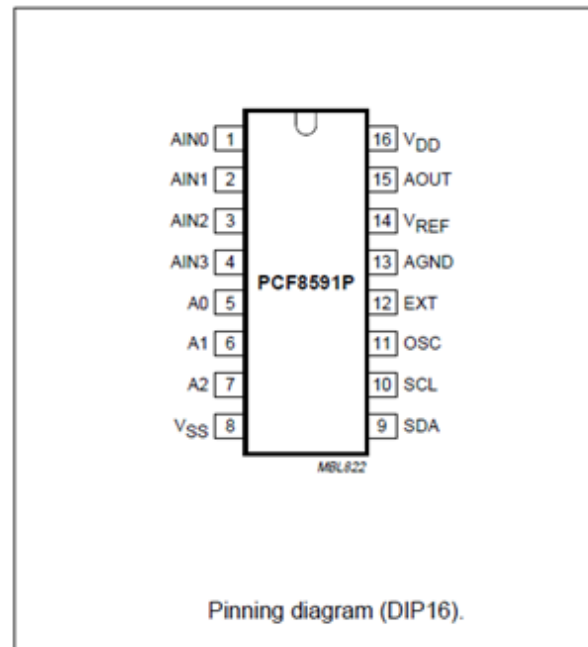 AIN0 1 16 VDD
AIN1 2 15 AOUT
AIN2 3 14 VREF
AIN3 4 13 AGND
PCF8591P
A0 5 12 EXT
A1 6 11 OSC
A2 7 10 SCL
VSS 8 9 SDA
MBL822
Pinning diagram (DIP16).